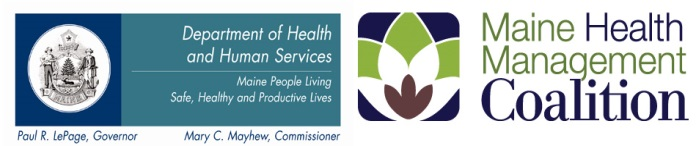 Department of Health
and Human Services
Maine People Living
Safe, Healthy and Productive Lives
MAINE
Paul R. LePage, Governor Mary C. Mayhew, Commissioner
Maine Health
Management
Coalition